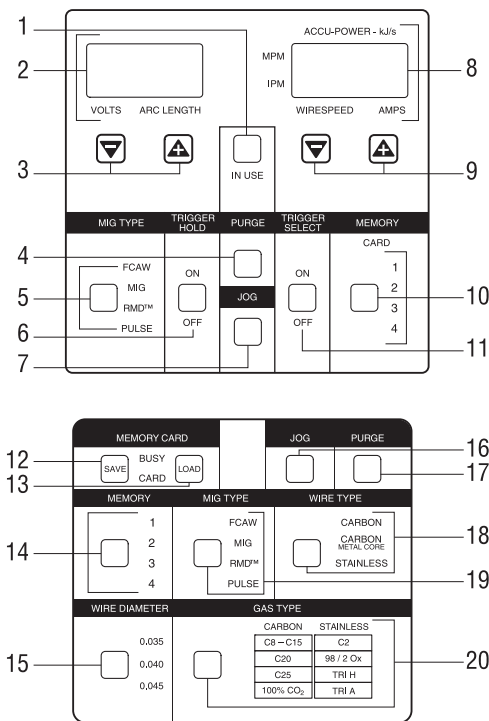 1
ACCU-POWER - kJ/s
2
MPM
IPM
8
VOLTS ARC LENGTH
WIRESPEED AMPS
3
IN USE
9
MIG TYPE
TRIGGER HOLD
PURGE
TRIGGER SELECT
MEMORY
CARD
4
5
FCAW
MIG
RMD™
PULSE
ON
OFF
6
JOG
7
ON
OFF
11
1
2
3
4
10
MEMORY CARD
JOG
PURGE
16
17
12
SAVE
BUSY
CARD
LOAD
13
MEMORY
MIG TYPE
WIRE TYPE
14
1
2
3
4
FCAW
MIG
RMD™
PULSE
19
CARBON
CARBON
METAL CORE
STAINLESS
18
WIRE DIAMETER
GAS TYPE
15
0.035
0.040
0,045
CARBON STAINLESS
C8 – C15 C2
C20 98 / 2 Ox
C25 TRI H
100% CO₂ TRI A
20